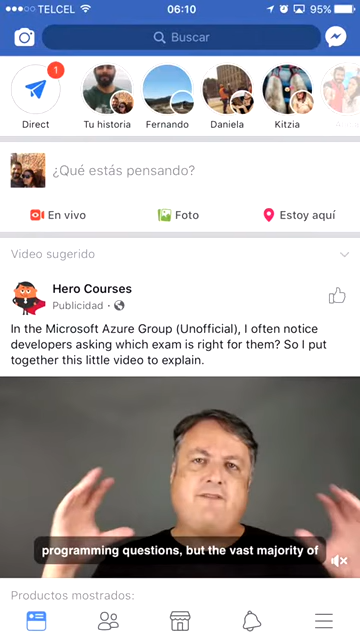 TELCEL 06:10 95%
Buscar
1
Direct Tu historia Fernando Daniela Kitzia
¿Qué estás pensando?
En vivo Foto Estoy aquí
Video sugerido
Hero Courses
Publicidad ·
In the Microsoft Azure Group (Unofficial), I often notice
developers asking which exam is right for them? So I put
together this little video to explain.
programming questions, but the vast majority of
Productos mostrados: